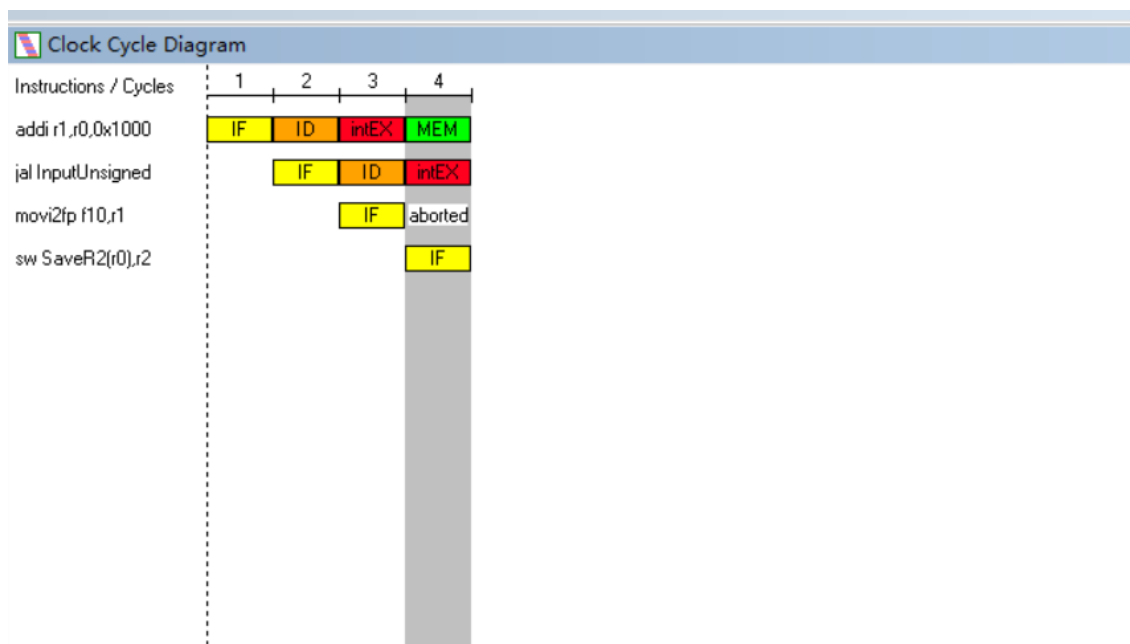 Clock Cycle Diagram
Instructions / Cycles 1 2 3 4
addi r1,r0,0x1000 IF ID intEX MEM
jal InputUnsigned IF ID intEX
movi2fp f10,r1 IF aborted
sw SaveR2(r0),r2 IF